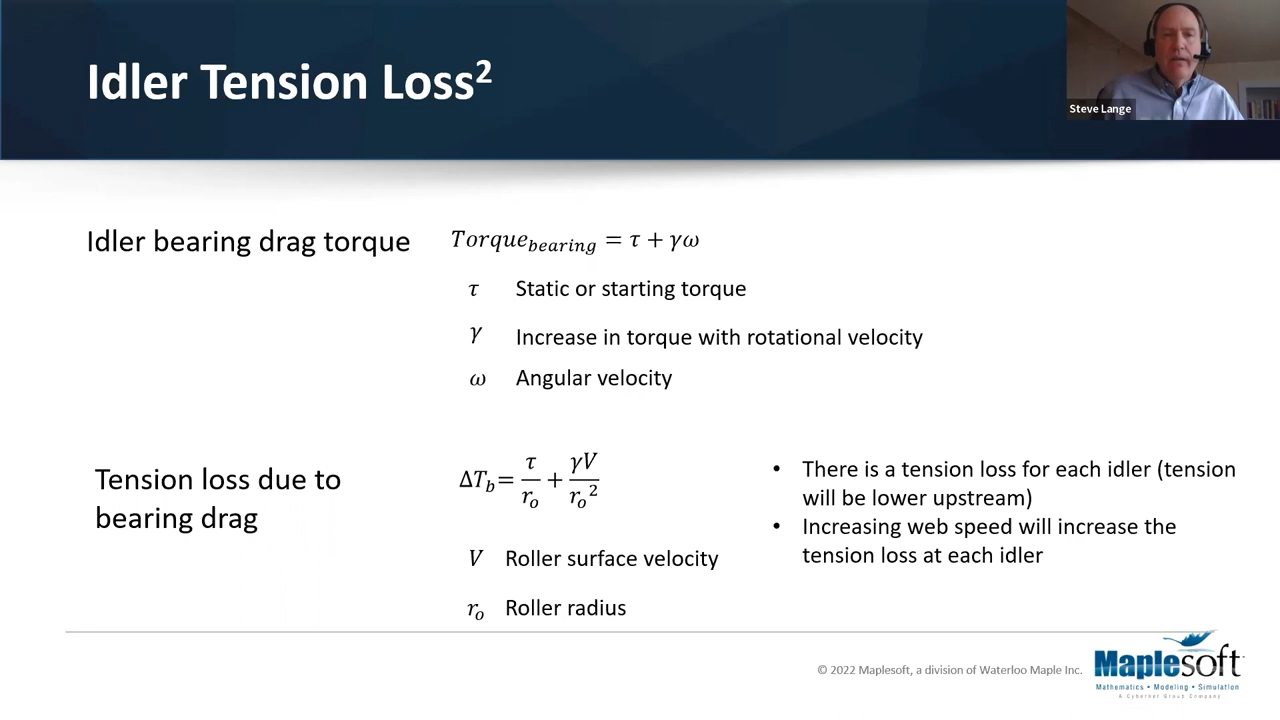 Idler Tension Loss²
Steve Lange
Idler bearing drag torque
Torque_bearing = τ + γω
τ Static or starting torque
γ Increase in torque with rotational velocity
ω Angular velocity
Tension loss due to
bearing drag
ΔT_b = τ/r_o + γV/r_o²
V Roller surface velocity
r_o Roller radius
• There is a tension loss for each idler (tension
will be lower upstream)
• Increasing web speed will increase the
tension loss at each idler
© 2022 Maplesoft, a division of Waterloo Maple Inc.
Maplesoft
Mathematics • Modeling • Simulation
A Cybernet Group Company